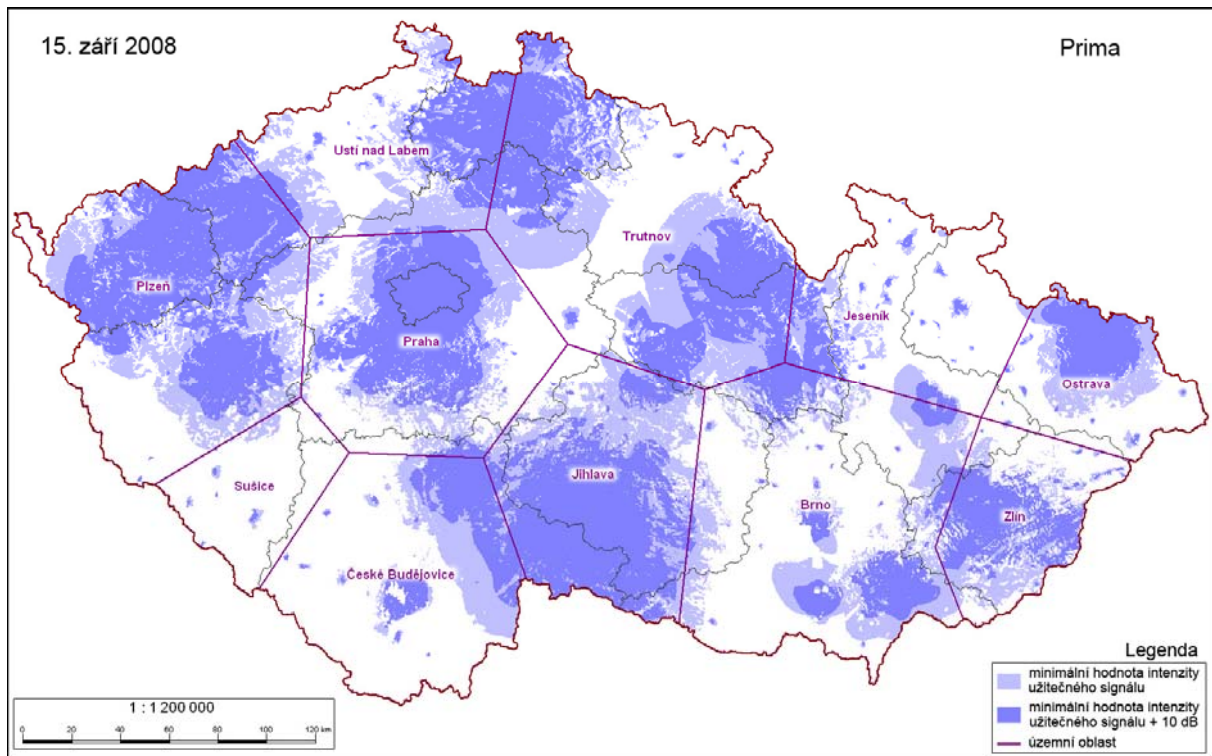 15. září 2008
Prima
Ustí nad Labem
Trutnov
Plzeň
Jeseník
Praha
Ostrava
Jihlava
Sušice
Brno
Zlín
České Budějovice
Legenda
minimální hodnota intenzity
užitečného signálu
minimální hodnota intenzity
užitečného signálu + 10 dB
územní oblast
1 : 1 200 000
0 20 40 60 80 100 120 km